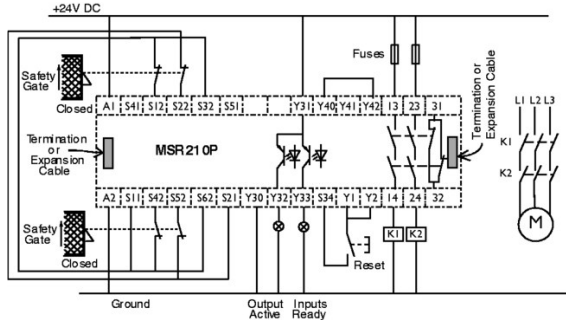 +24V DC
Fuses
Safety
Gate
Closed
A1 S41 S12 S22 S32 S51 Y31 Y40 Y41 Y42 13 23 31
Termination or
Expansion Cable
L1 L2 L3
Termination
or
Expansion
Cable
MSR210P
K1
K2
M
A2 S11 S42 S52 S62 S21 Y30 Y32 Y33 S34 Y1 Y2 14 24 32
Safety
Gate
Closed
K1 K2
Reset
Ground
Output
Active
Inputs
Ready